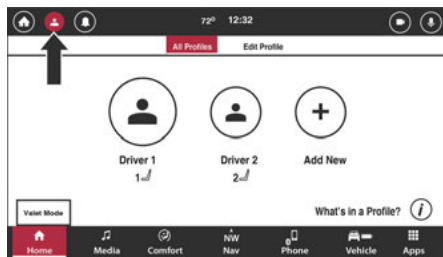 72° 12:32
All Profiles Edit Profile
Driver 1 Driver 2 Add New
1 2
What's in a Profile? i
Valet Mode
NW
Home Media Comfort Nav Phone Vehicle Apps